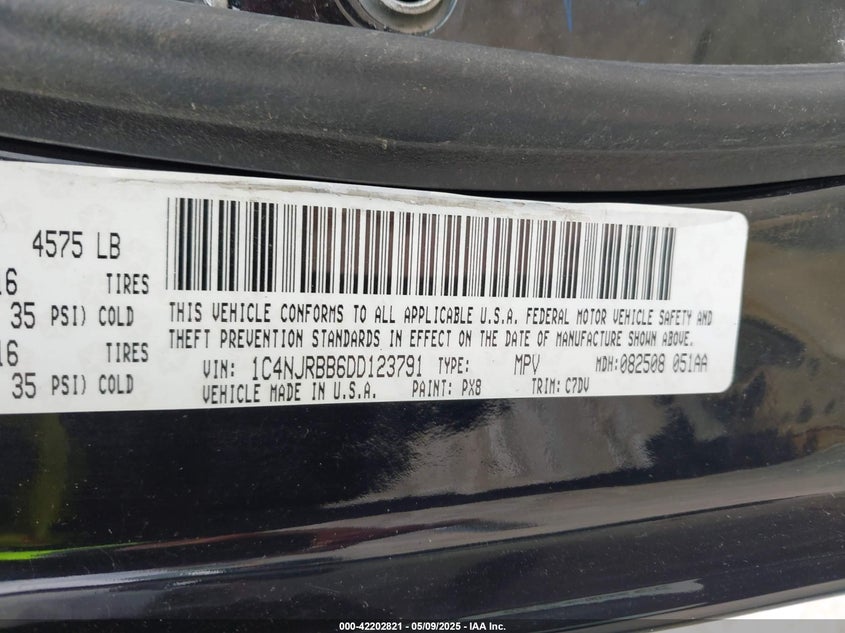 4575 LB
16 TIRES
35 PSI) COLD
16 TIRES
35 PSI) COLD
THIS VEHICLE CONFORMS TO ALL APPLICABLE U.S.A. FEDERAL MOTOR VEHICLE SAFETY AND
THEFT PREVENTION STANDARDS IN EFFECT ON THE DATE OF MANUFACTURE SHOWN ABOVE.
VIN: 1C4NJRBB6DD123791 TYPE: MPV MDH:082508 051AA
VEHICLE MADE IN U.S.A. PAINT: PX8 TRIM: C7DV
000-42202821 - 05/09/2025 - IAA Inc.